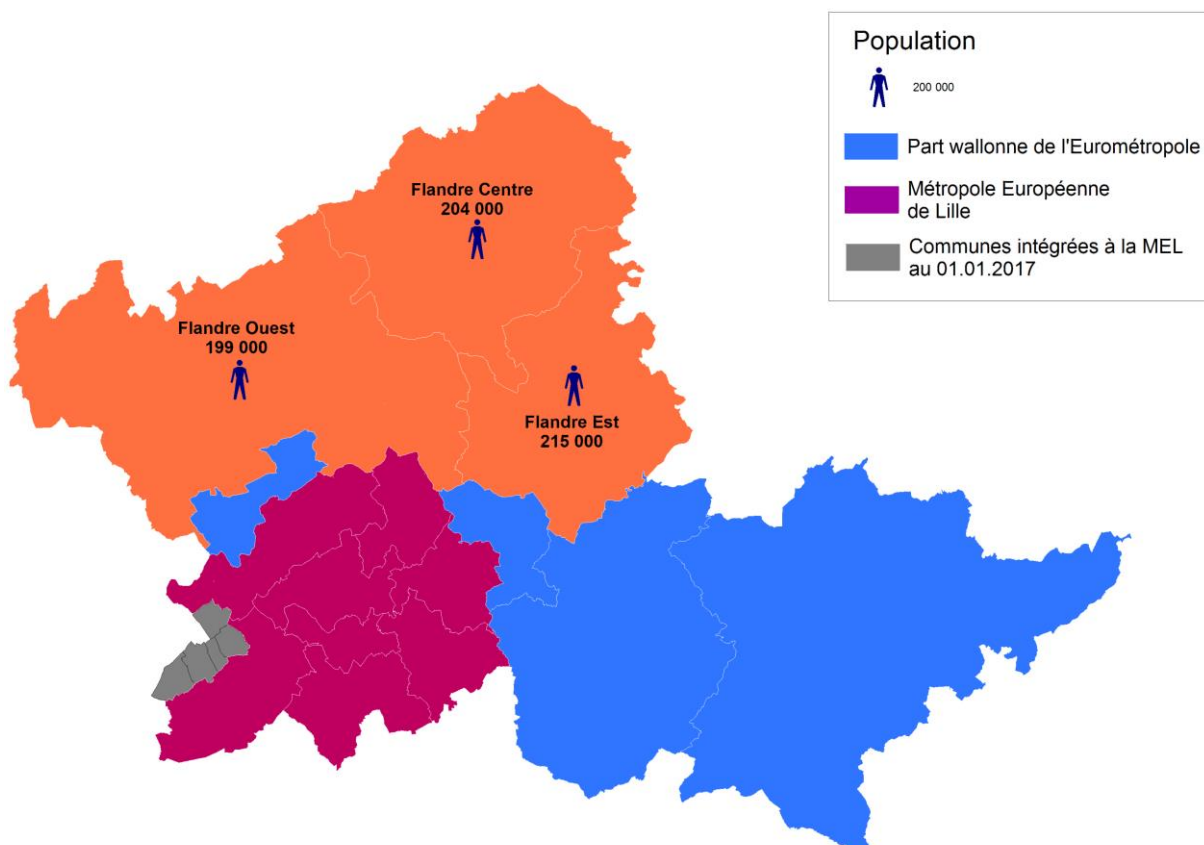 Population
200 000
Part wallonne de l'Eurométropole
Métropole Européenne
de Lille
Communes intégrées à la MEL
au 01.01.2017
Flandre Centre
204 000
Flandre Ouest
199 000
Flandre Est
215 000